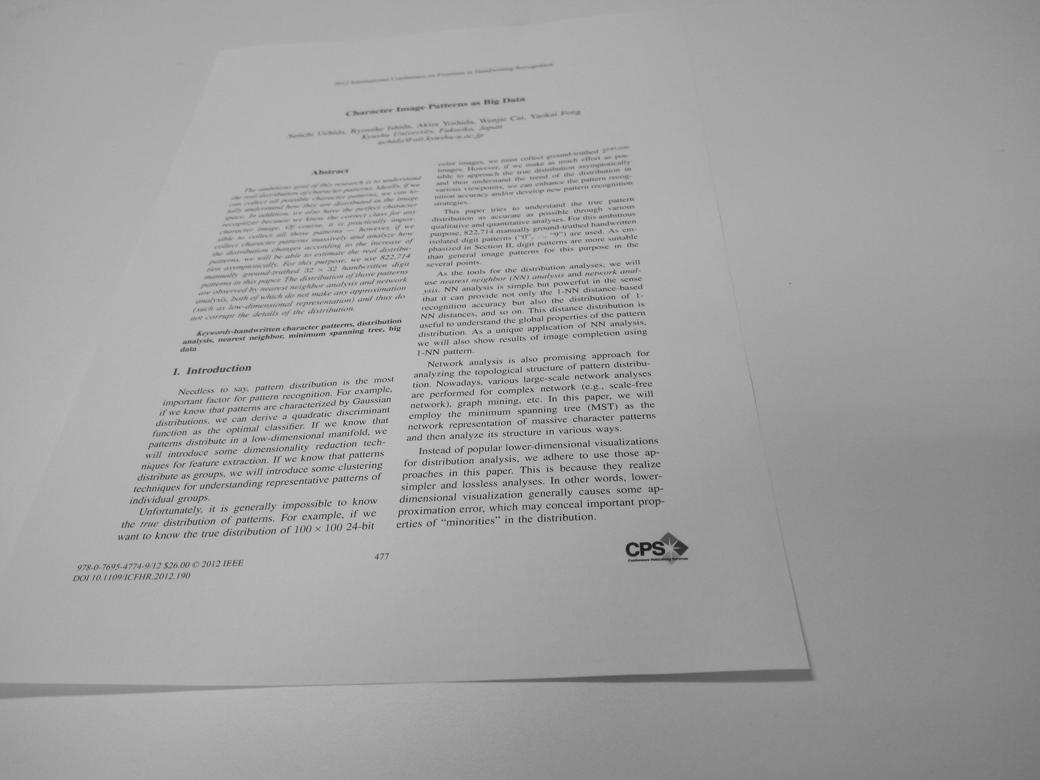 2012 International Conference on Frontiers in Handwriting Recognition
Character Image Patterns as Big Data
Seiichi Uchida, Ryosuke Ishida, Akira Yoshida, Wenjie Cai, Yaokai Feng
Kyushu University, Fukuoka, Japan
uchida@ait.kyushu-u.ac.jp
Abstract
The ambitious goal of this research is to understand
the real distribution of character patterns. Ideally, if we
can collect all possible character patterns, we can to-
tally understand how they are distributed in the image
space. In addition, we also have the perfect character
recognizer because we know the correct class for any
character image. Of course, it is practically impos-
sible to collect all those patterns — however, if we
collect character patterns massively and analyze how
the distribution changes according to the increase of
patterns, we will be able to estimate the real distribu-
tion asymptotically. For this purpose, we use 822,714
manually ground-truthed 32 × 32 handwritten digit
patterns in this paper. The distribution of those patterns
are observed by nearest neighbor analysis and network
analysis, both of which do not make any approximation
(such as low-dimensional representation) and thus do
not corrupt the details of the distribution.
Keywords-handwritten character patterns, distribution
analysis, nearest neighbor, minimum spanning tree, big
data
I. Introduction
Needless to say, pattern distribution is the most
important factor for pattern recognition. For example,
if we know that patterns are characterized by Gaussian
distributions, we can derive a quadratic discriminant
function as the optimal classifier. If we know that
patterns distribute in a low-dimensional manifold, we
will introduce some dimensionality reduction tech-
niques for feature extraction. If we know that patterns
distribute as groups, we will introduce some clustering
techniques for understanding representative patterns of
individual groups.
Unfortunately, it is generally impossible to know
the true distribution of patterns. For example, if we
want to know the true distribution of 100 × 100 24-bit
color images, we must collect ground-truthed
images. However, if we make as much effort as pos-
sible to approach the true distribution asymptotically
and then understand the trend of the distribution in
various viewpoints, we can enhance the pattern recog-
nition accuracy and/or develop new pattern recognition
strategies.
This paper tries to understand the true pattern
distribution as accurate as possible through various
qualitative and quantitative analyses. For this ambitious
purpose, 822,714 manually ground-truthed handwritten
isolated digit patterns ("0", . . . , "9") are used. As em-
phasized in Section II, digit patterns are more suitable
than general image patterns for this purpose in the
several points.
As the tools for the distribution analyses, we will
use nearest neighbor (NN) analysis and network anal-
ysis. NN analysis is simple but powerful in the sense
that it can provide not only the 1-NN distance-based
recognition accuracy but also the distribution of 1-
NN distances, and so on. This distance distribution is
useful to understand the global properties of the pattern
distribution. As a unique application of NN analysis,
we will also show results of image completion using
1-NN pattern.
Network analysis is also promising approach for
analyzing the topological structure of pattern distribu-
tion. Nowadays, various large-scale network analyses
are performed for complex network (e.g., scale-free
network), graph mining, etc. In this paper, we will
employ the minimum spanning tree (MST) as the
network representation of massive character patterns
and then analyze its structure in various ways.
Instead of popular lower-dimensional visualizations
for distribution analysis, we adhere to use those ap-
proaches in this paper. This is because they realize
simpler and lossless analyses. In other words, lower-
dimensional visualization generally causes some ap-
proximation error, which may conceal important prop-
erties of "minorities" in the distribution.
978-0-7695-4774-9/12 $26.00 © 2012 IEEE
DOI 10.1109/ICFHR.2012.190
477
CPS
Conference Publishing Services